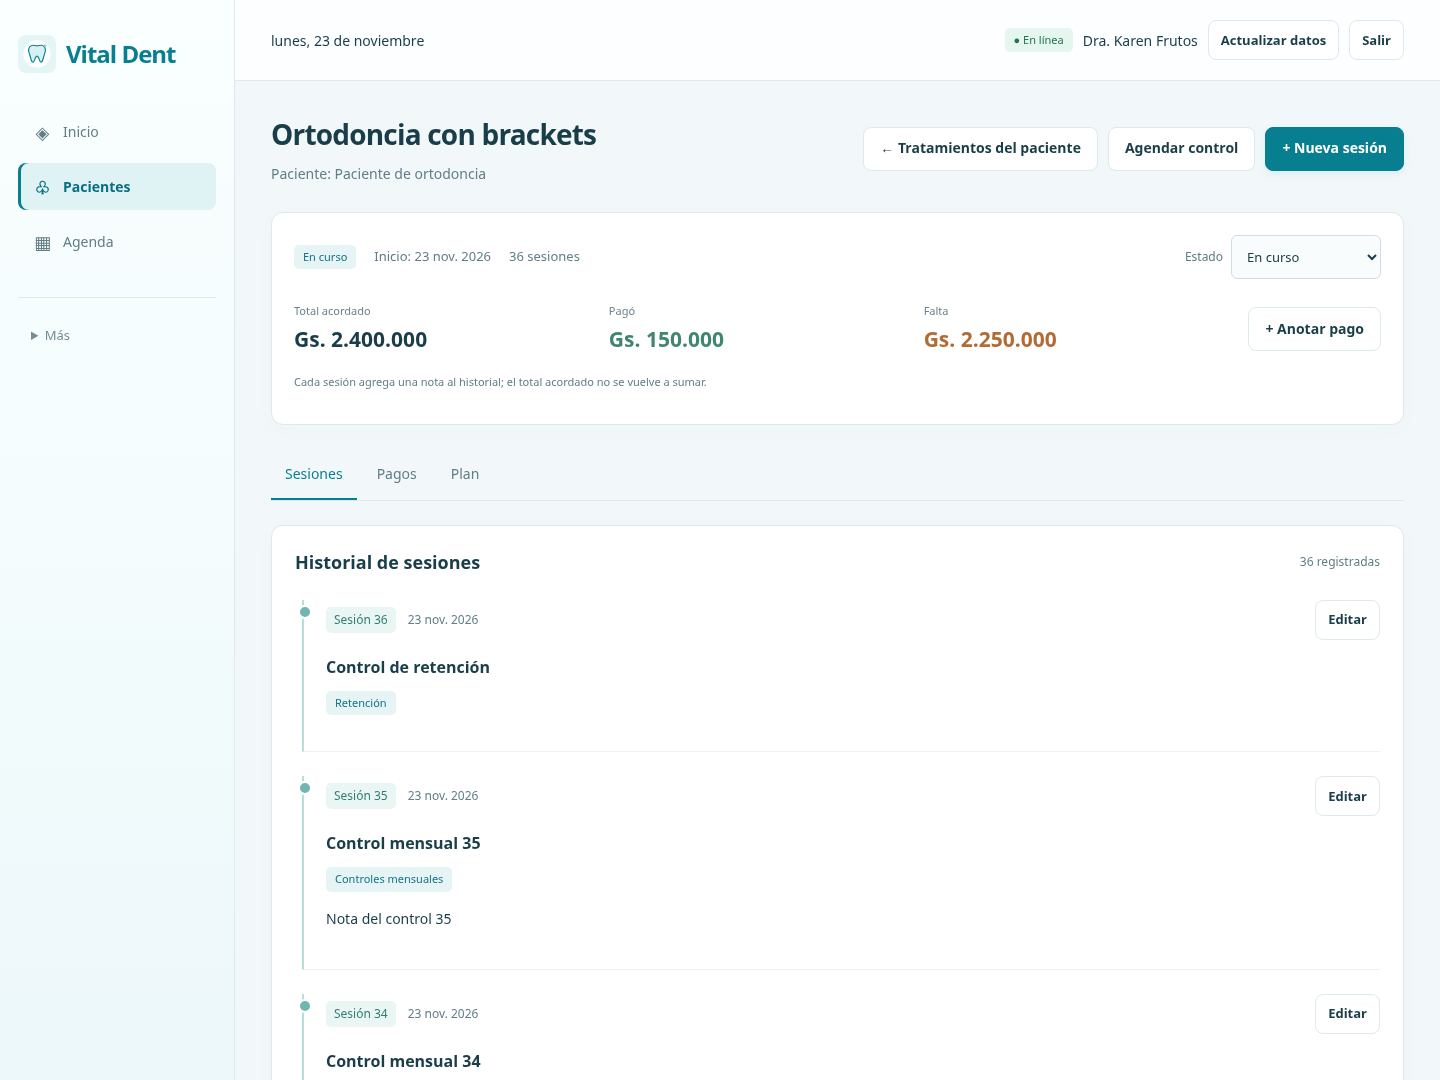 Vital Dent
Inicio
Pacientes
Agenda
Más
lunes, 23 de noviembre
● En línea
Dra. Karen Frutos
Actualizar datos
Salir
Ortodoncia con brackets
Paciente: Paciente de ortodoncia
← Tratamientos del paciente
Agendar control
+ Nueva sesión
En curso
Inicio: 23 nov. 2026
36 sesiones
Estado
En curso
Total acordado
Gs. 2.400.000
Pagó
Gs. 150.000
Falta
Gs. 2.250.000
+ Anotar pago
Cada sesión agrega una nota al historial; el total acordado no se vuelve a sumar.
Sesiones
Pagos
Plan
Historial de sesiones
36 registradas
Sesión 36
23 nov. 2026
Editar
Control de retención
Retención
Sesión 35
23 nov. 2026
Editar
Control mensual 35
Controles mensuales
Nota del control 35
Sesión 34
23 nov. 2026
Editar
Control mensual 34